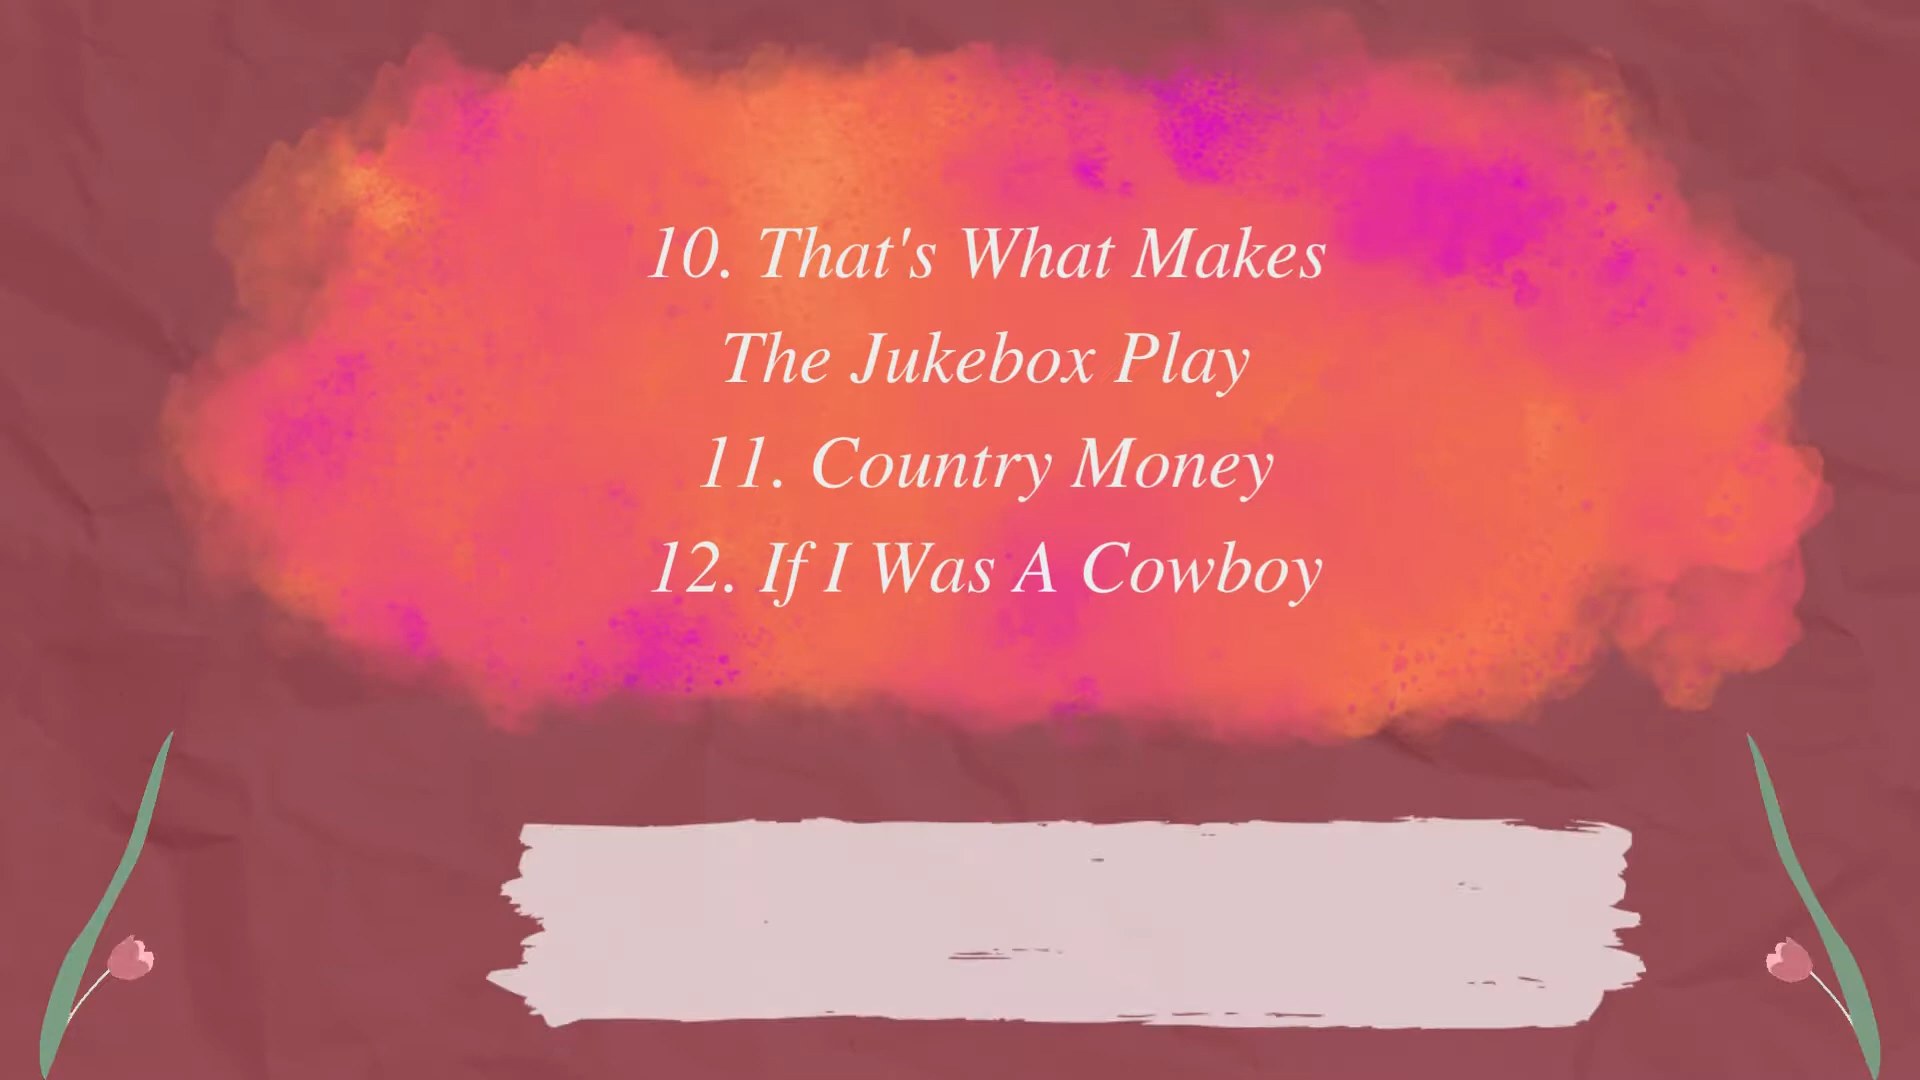 10. That's What Makes
The Jukebox Play
11. Country Money
12. If I Was A Cowboy